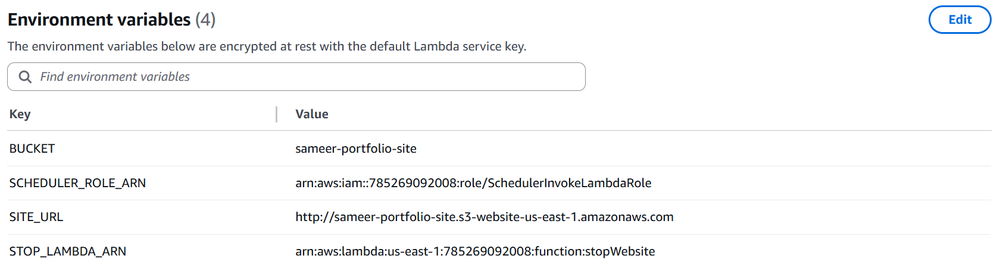 Environment variables (4)
Edit
The environment variables below are encrypted at rest with the default Lambda service key.
Find environment variables
Key Value
BUCKET sameer-portfolio-site
SCHEDULER_ROLE_ARN arn:aws:iam::785269092008:role/SchedulerInvokeLambdaRole
SITE_URL http://sameer-portfolio-site.s3-website-us-east-1.amazonaws.com
STOP_LAMBDA_ARN arn:aws:lambda:us-east-1:785269092008:function:stopWebsite